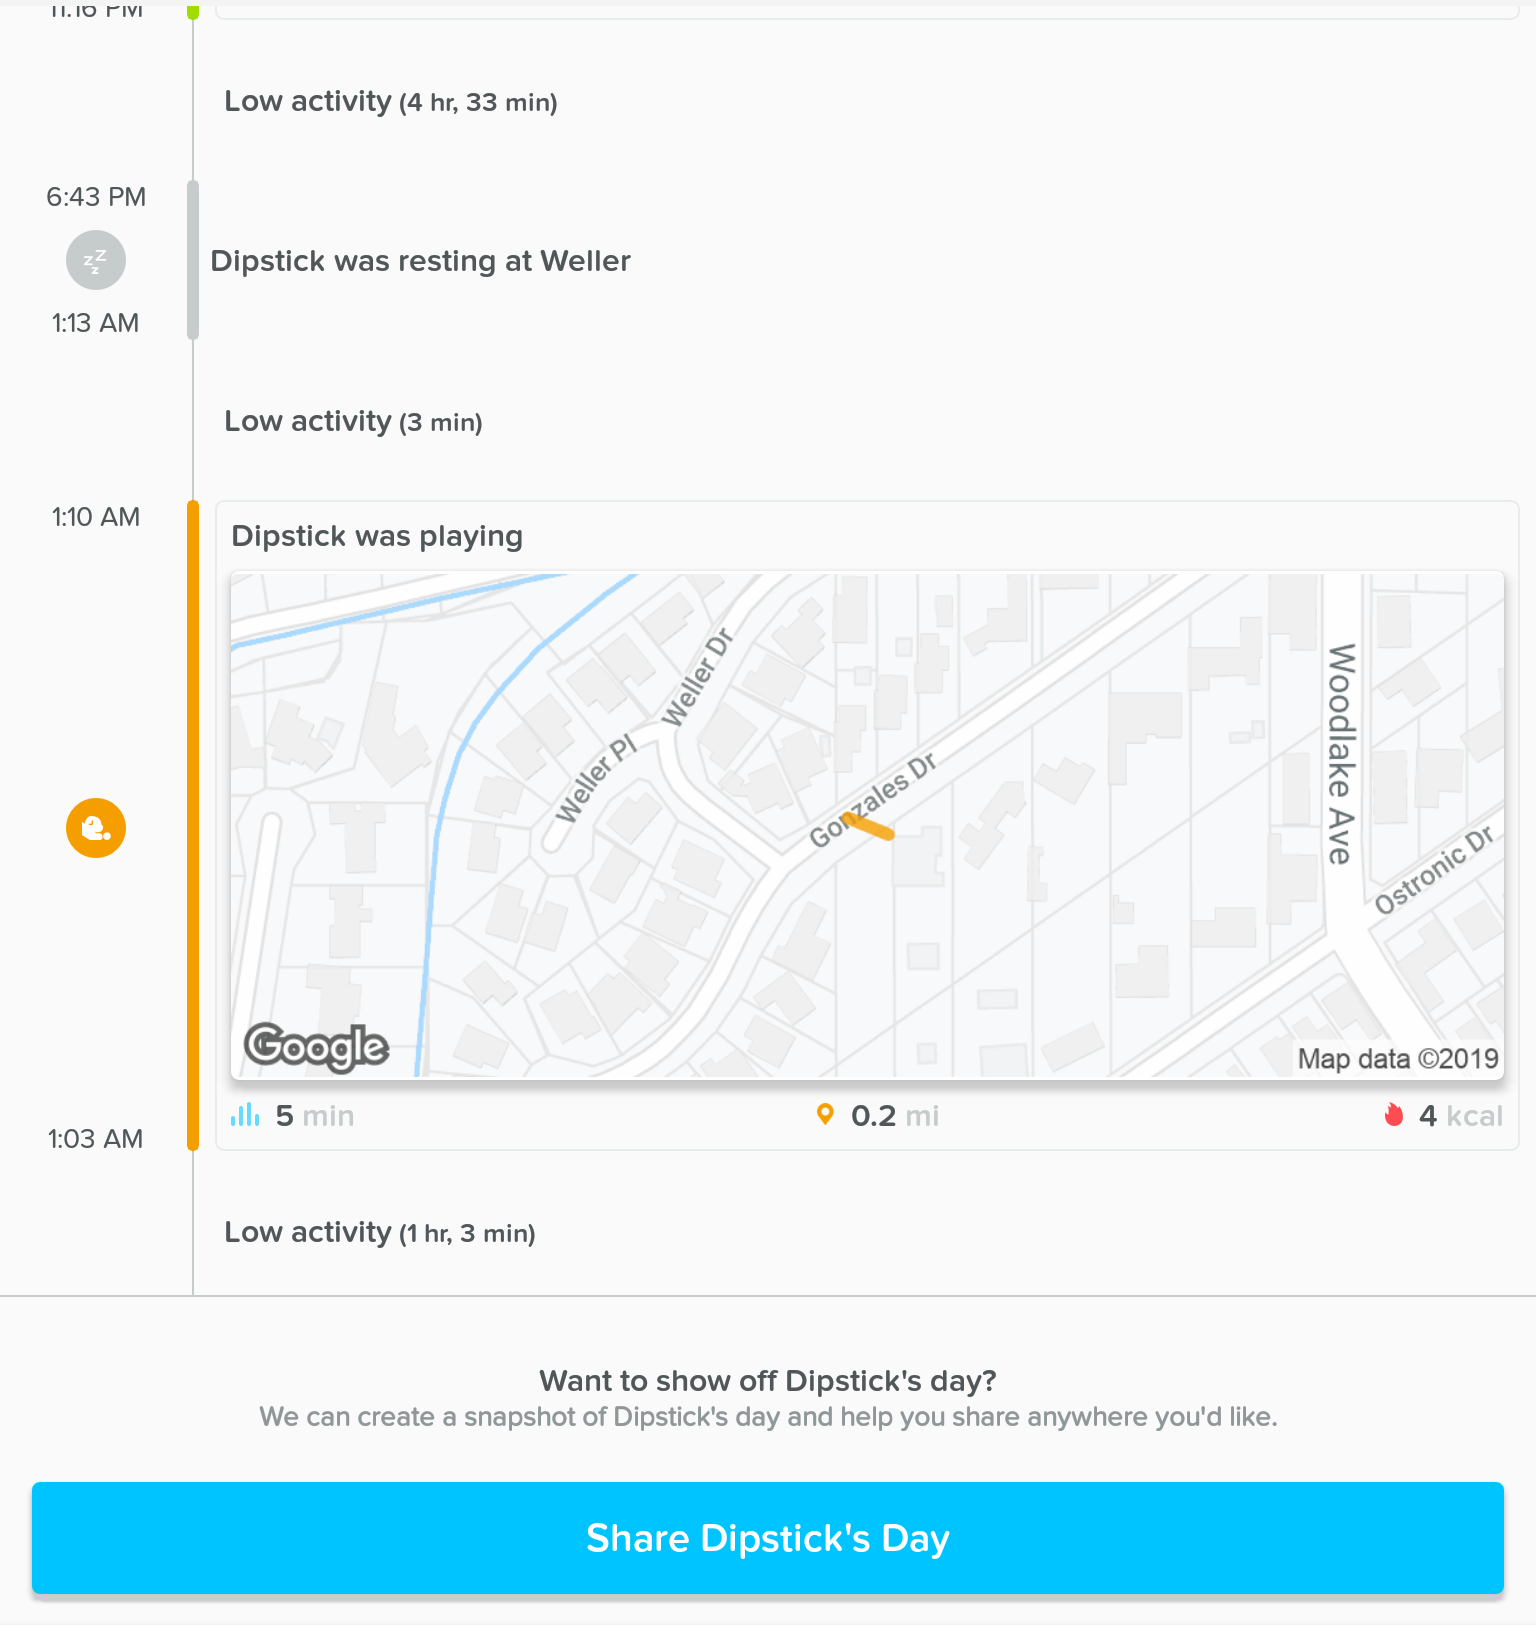 11:16 PM
Low activity (4 hr, 33 min)
6:43 PM
Dipstick was resting at Weller
1:13 AM
Low activity (3 min)
1:10 AM
Dipstick was playing
Weller Dr
Weller Pl
Gonzales Dr
Woodlake Ave
Ostronic Dr
Google
Map data ©2019
5 min
0.2 mi
4 kcal
1:03 AM
Low activity (1 hr, 3 min)
Want to show off Dipstick's day?
We can create a snapshot of Dipstick's day and help you share anywhere you'd like.
Share Dipstick's Day